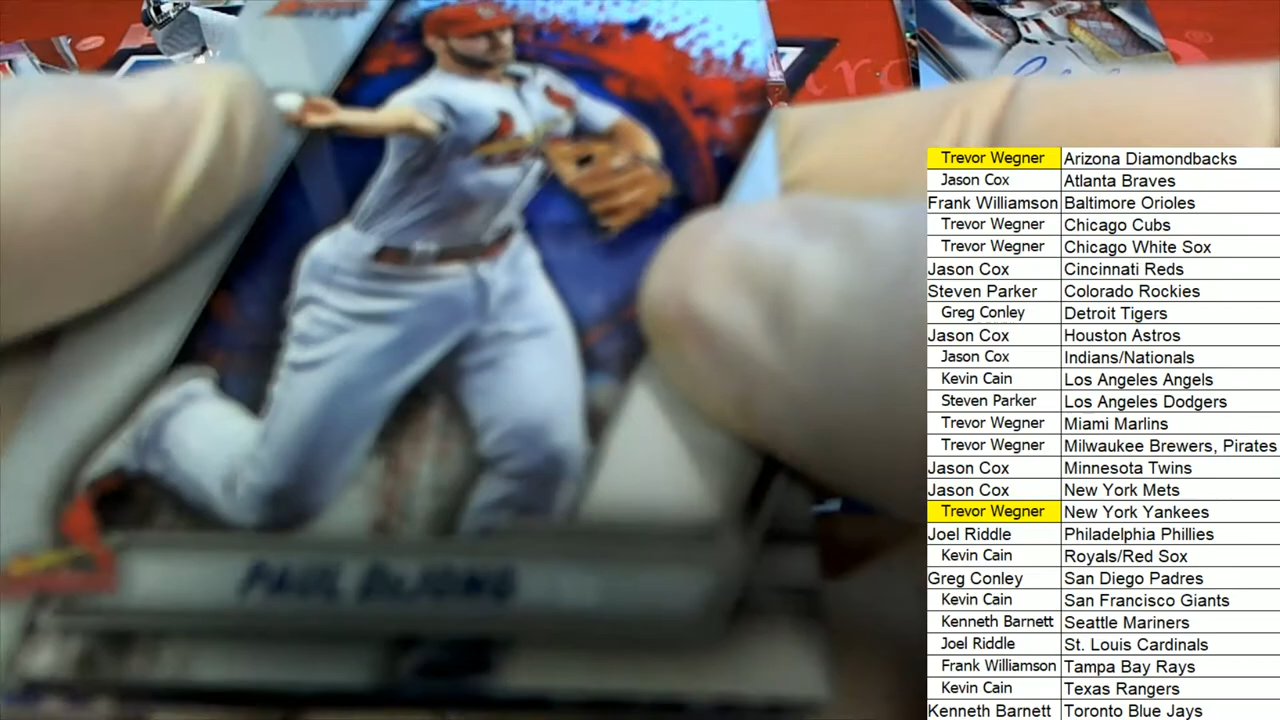 PAUL DeJONG
Trevor Wegner Arizona Diamondbacks
Jason Cox Atlanta Braves
Frank Williamson Baltimore Orioles
Trevor Wegner Chicago Cubs
Trevor Wegner Chicago White Sox
Jason Cox Cincinnati Reds
Steven Parker Colorado Rockies
Greg Conley Detroit Tigers
Jason Cox Houston Astros
Jason Cox Indians/Nationals
Kevin Cain Los Angeles Angels
Steven Parker Los Angeles Dodgers
Trevor Wegner Miami Marlins
Trevor Wegner Milwaukee Brewers, Pirates
Jason Cox Minnesota Twins
Jason Cox New York Mets
Trevor Wegner New York Yankees
Joel Riddle Philadelphia Phillies
Kevin Cain Royals/Red Sox
Greg Conley San Diego Padres
Kevin Cain San Francisco Giants
Kenneth Barnett Seattle Mariners
Joel Riddle St. Louis Cardinals
Frank Williamson Tampa Bay Rays
Kevin Cain Texas Rangers
Kenneth Barnett Toronto Blue Jays